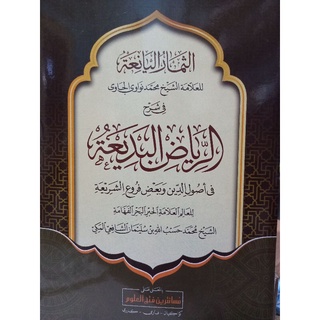 الثمار اليانعة
للعلامة الشيخ محمد نواوي الجاوي
في شرح
الرياض البديعة
في أصول الدين وبعض فروع الشريعة
للعالم العلامة الحبر البحر الفهامة
الشيخ محمد حسب الله بن سليمان الشافعي المكي